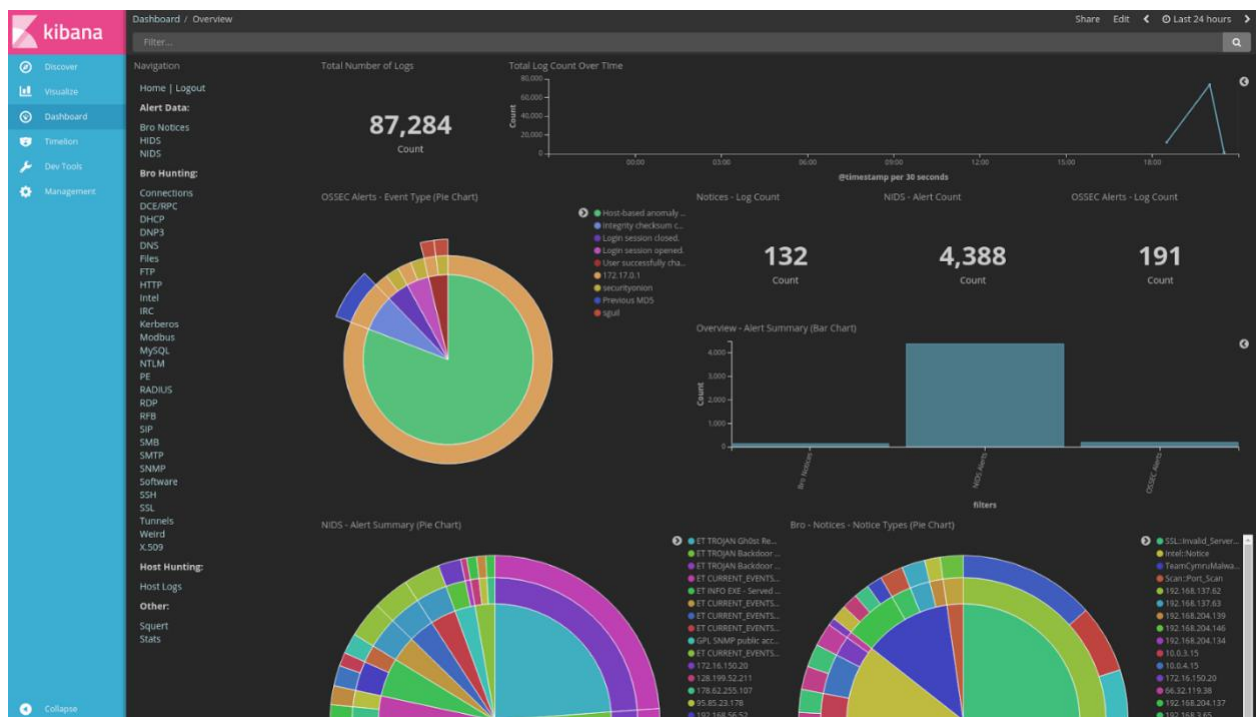 kibana
Discover
Visualize
Dashboard
Timelion
Dev Tools
Management
Collapse
Dashboard / Overview
Share Edit Last 24 hours
Filter...
Navigation
Home | Logout
Alert Data:
Bro Notices
HIDS
NIDS
Bro Hunting:
Connections
DCE/RPC
DHCP
DNP3
DNS
Files
FTP
HTTP
Intel
IRC
Kerberos
Modbus
MySQL
NTLM
PE
RADIUS
RDP
RFB
SIP
SMB
SMTP
SNMP
Software
SSH
SSL
Tunnels
Weird
X.509
Host Hunting:
Host Logs
Other:
Squert
Stats
Total Number of Logs
87,284
Count
Total Log Count Over Time
80,000
60,000
40,000
20,000
0
Count
00:00 03:00 06:00 09:00 12:00 15:00 18:00
@timestamp per 30 seconds
OSSEC Alerts - Event Type (Pie Chart)
Host-based anomaly ...
Integrity checksum c...
Login session closed.
Login session opened.
User successfully cha...
172.17.0.1
securityonion
Previous MD5
sguil
Notices - Log Count
132
Count
NIDS - Alert Count
4,388
Count
OSSEC Alerts - Log Count
191
Count
Overview - Alert Summary (Bar Chart)
4,000
3,000
2,000
1,000
0
Count
Bro Notices
NIDS Alerts
OSSEC Alerts
filters
NIDS - Alert Summary (Pie Chart)
ET TROJAN Gh0st Re...
ET TROJAN Backdoor ...
ET TROJAN Backdoor ...
ET CURRENT_EVENTS...
ET INFO EXE - Served ...
ET CURRENT_EVENTS...
ET CURRENT_EVENTS...
ET CURRENT_EVENTS...
GPL SNMP public acc...
ET CURRENT_EVENTS...
172.16.150.20
128.199.52.211
178.62.255.107
95.85.23.178
192.168.56.52
Bro - Notices - Notice Types (Pie Chart)
SSL::Invalid_Server...
Intel::Notice
TeamCymruMalwa...
Scan::Port_Scan
192.168.137.62
192.168.137.63
192.168.204.139
192.168.204.146
192.168.204.134
10.0.3.15
10.0.4.15
172.16.150.20
66.32.119.38
192.168.204.137
192.168.3.65